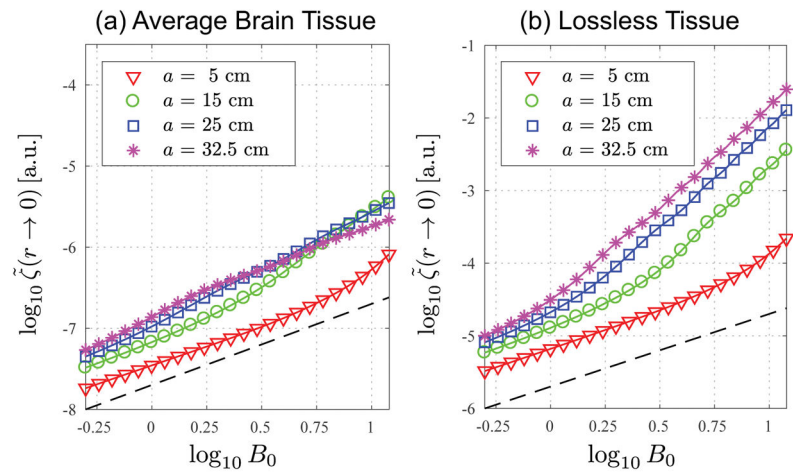 (a) Average Brain Tissue
(b) Lossless Tissue
a = 5 cm
a = 15 cm
a = 25 cm
a = 32.5 cm
-4
-5
-6
-7
-8
-0.25 0 0.25 0.5 0.75 1
log₁₀ B₀
log₁₀ ζ̃(r → 0) [a.u.]
a = 5 cm
a = 15 cm
a = 25 cm
a = 32.5 cm
-1
-2
-3
-4
-5
-6
-0.25 0 0.25 0.5 0.75 1
log₁₀ B₀
log₁₀ ζ̃(r → 0) [a.u.]